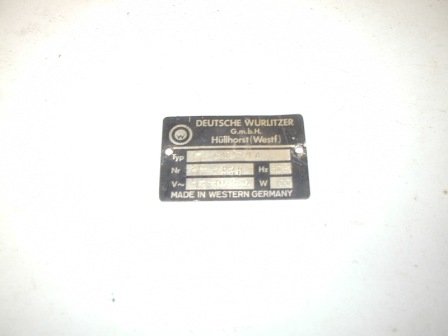 DEUTSCHE WURLITZER
G.m.b.H.
Hüllhorst (Westf.)
Typ
Nr Hz
V~ W
MADE IN WESTERN GERMANY